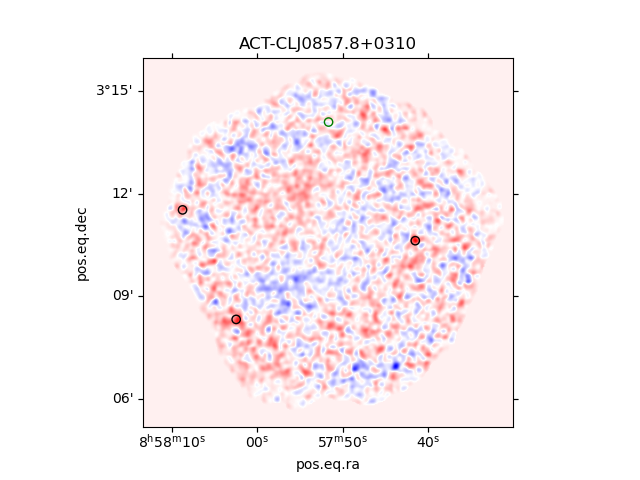 ACT-CLJ0857.8+0310
pos.eq.dec
3°15'
12'
09'
06'
8ʰ58ᵐ10ˢ 00ˢ 57ᵐ50ˢ 40ˢ
pos.eq.ra